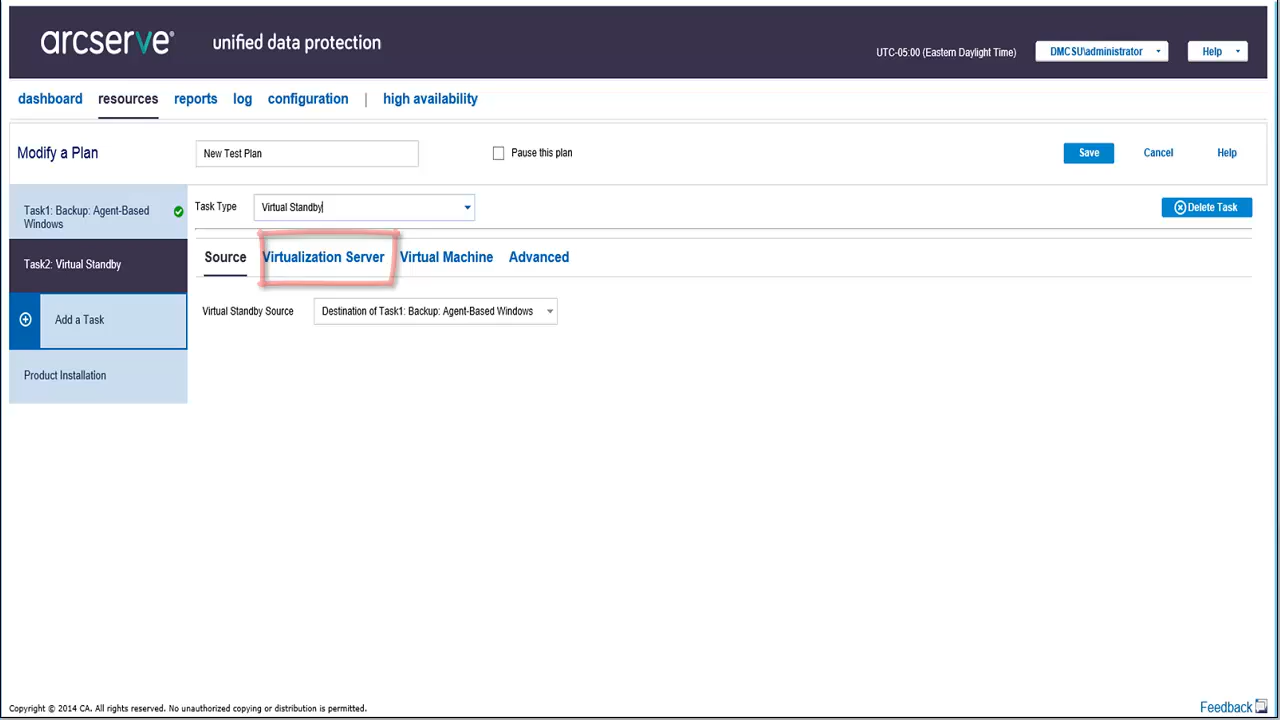 arcserve® unified data protection
UTC-05:00 (Eastern Daylight Time) DMCSU\administrator Help
dashboard resources reports log configuration | high availability
Modify a Plan New Test Plan Pause this plan Save Cancel Help
Task1: Backup: Agent-Based
Windows
Task Type Virtual Standby Delete Task
Task2: Virtual Standby
Source Virtualization Server Virtual Machine Advanced
Add a Task
Virtual Standby Source Destination of Task1: Backup: Agent-Based Windows
Product Installation
Copyright © 2014 CA. All rights reserved. No unauthorized copying or distribution is permitted.
Feedback